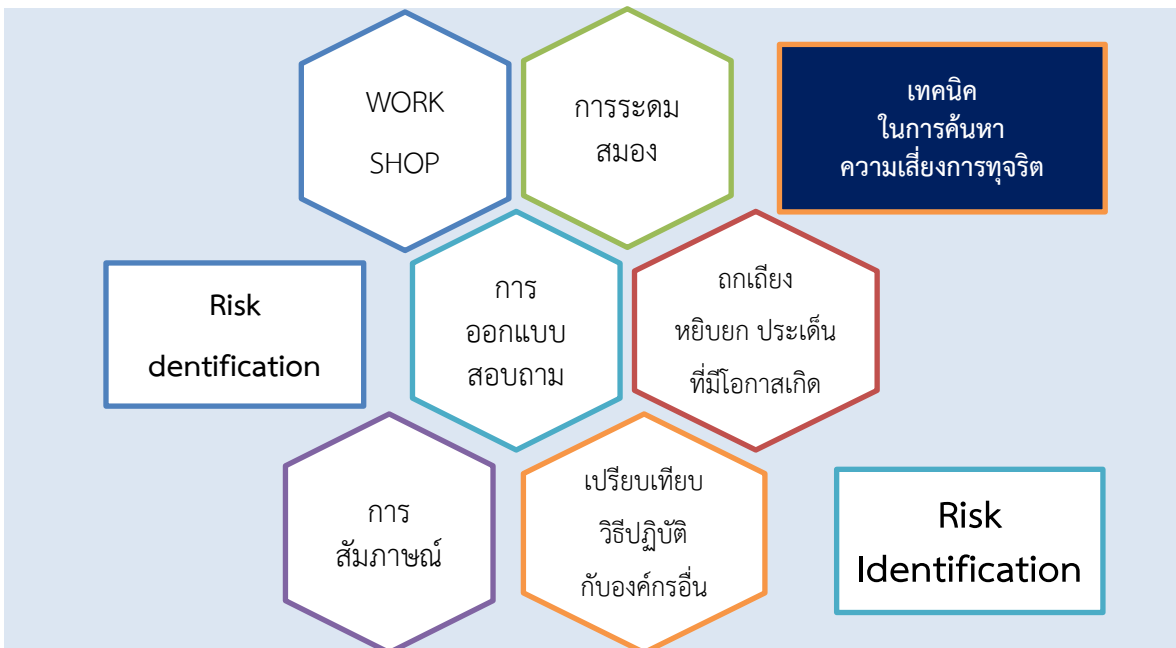 WORK
SHOP
การระดม
สมอง
เทคนิค
ในการค้นหา
ความเสี่ยงการทุจริต
Risk
dentification
การ
ออกแบบ
สอบถาม
ถกเถียง
หยิบยก ประเด็น
ที่มีโอกาสเกิด
การ
สัมภาษณ์
เปรียบเทียบ
วิธีปฏิบัติ
กับองค์กรอื่น
Risk
Identification